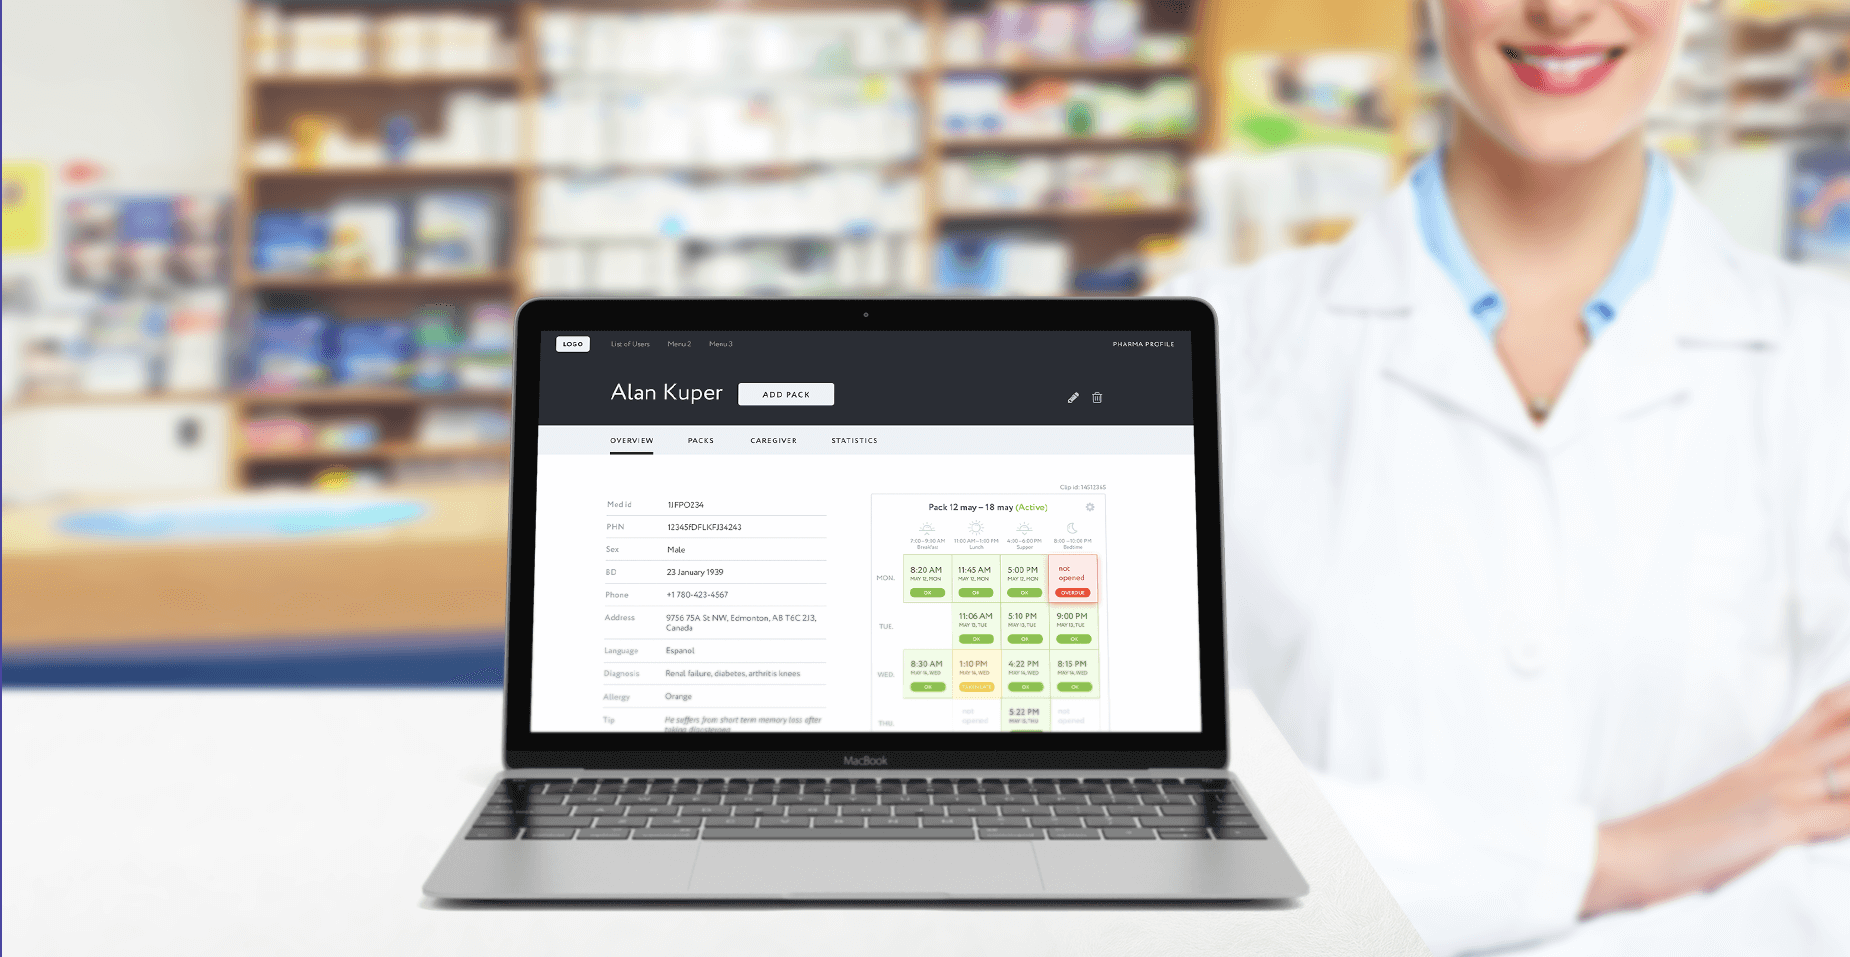 LOGO List of Users Menu 2 Menu 3 PHARMA PROFILE
Alan Kuper ADD PACK
OVERVIEW PACKS CAREGIVER STATISTICS
Clip id: 14512345
Med id 1JFPO234
PHN 12345fDFLKFJ34243
Sex Male
BD 23 January 1939
Phone +1 780-423-4567
Address 9756 75A St NW, Edmonton, AB T6C 2J3,
Canada
Language Espanol
Diagnosis Renal failure, diabetes, arthritis knees
Allergy Orange
Tip He suffers from short term memory loss after
taking
Pack 12 may – 18 may (Active)
7:00–9:00 AM 11:00 AM–1:00 PM 4:00–6:00 PM 8:00–10:00 PM
Breakfast Lunch Supper Bedtime
MON. 8:20 AM 11:45 AM 5:00 PM not
opened
MAY 12, MON MAY 12, MON MAY 12, MON
OK OK OK OVERDUE
TUE. 11:06 AM 5:10 PM 9:00 PM
MAY 13, TUE MAY 13, TUE MAY 13, TUE
OK OK OK
WED. 8:30 AM 1:10 PM 4:22 PM 8:15 PM
MAY 14, WED MAY 14, WED MAY 14, WED MAY 14, WED
OK OK OK
THU. not
opened 5:22 PM not
opened
MAY 15, THU
MacBook